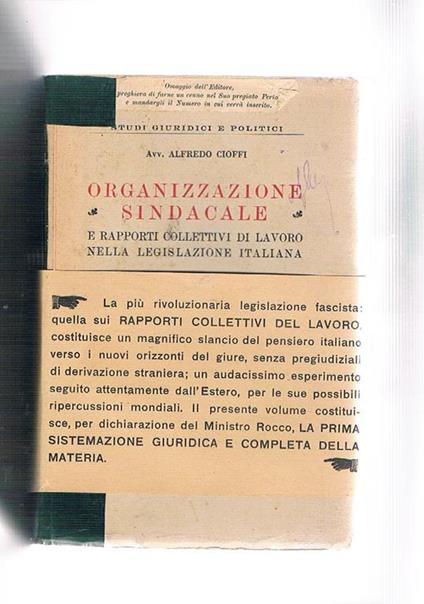 Omaggio dell'Editore,
preghiera di farne un cenno nel Suo pregiato Perio
e mandargli il Numero in cui verrà inserito.
STUDI GIURIDICI E POLITICI
Avv. ALFREDO CIOFFI
ORGANIZZAZIONE
SINDACALE
E RAPPORTI COLLETTIVI DI LAVORO
NELLA LEGISLAZIONE ITALIANA
La più rivoluzionaria legislazione fascista:
quella sui RAPPORTI COLLETTIVI DEL LAVORO,
costituisce un magnifico slancio del pensiero italiano
verso i nuovi orizzonti del giure, senza pregiudiziali
di derivazione straniera; un audacissimo esperimento
seguito attentamente dall'Estero, per le sue possibili
ripercussioni mondiali. Il presente volume costitui-
sce, per dichiarazione del Ministro Rocco, LA PRIMA
SISTEMAZIONE GIURIDICA E COMPLETA DELLA
MATERIA.